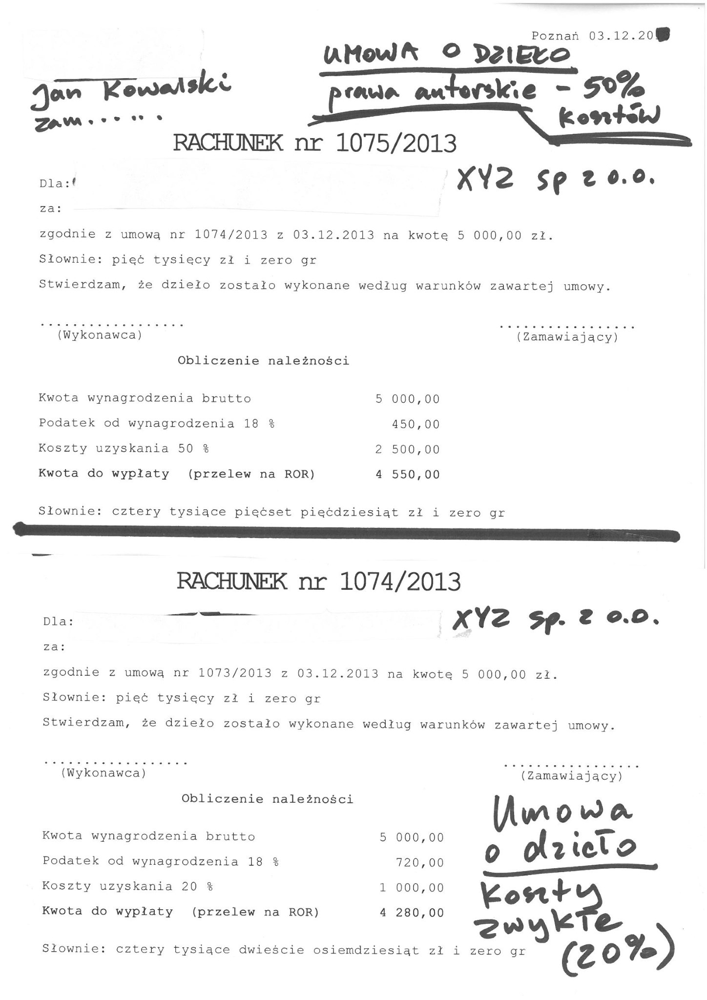 Poznań 03.12.20
UMOWA O DZIEŁO
Jan Kowalski
prawa autorskie - 50%
zam......
kosztów
RACHUNEK nr 1075/2013
XYZ sp z o.o.
Dla:
za:
zgodnie z umową nr 1074/2013 z 03.12.2013 na kwotę 5 000,00 zł.
Słownie: pięć tysięcy zł i zero gr
Stwierdzam, że dzieło zostało wykonane według warunków zawartej umowy.
.................. .................
(Wykonawca) (Zamawiający)
Obliczenie należności
Kwota wynagrodzenia brutto 5 000,00
Podatek od wynagrodzenia 18 % 450,00
Koszty uzyskania 50 % 2 500,00
Kwota do wypłaty (przelew na ROR) 4 550,00
Słownie: cztery tysiące pięćset pięćdziesiąt zł i zero gr
RACHUNEK nr 1074/2013
Dla: XYZ sp. z o.o.
za:
zgodnie z umową nr 1073/2013 z 03.12.2013 na kwotę 5 000,00 zł.
Słownie: pięć tysięcy zł i zero gr
Stwierdzam, że dzieło zostało wykonane według warunków zawartej umowy.
.................. .................
(Wykonawca) (Zamawiający)
Obliczenie należności
Umowa
o dzieło
Kwota wynagrodzenia brutto 5 000,00
Podatek od wynagrodzenia 18 % 720,00
Koszty uzyskania 20 % 1 000,00
Kwota do wypłaty (przelew na ROR) 4 280,00
Koszty
zwykłe
(20%)
Słownie: cztery tysiące dwieście osiemdziesiąt zł i zero gr